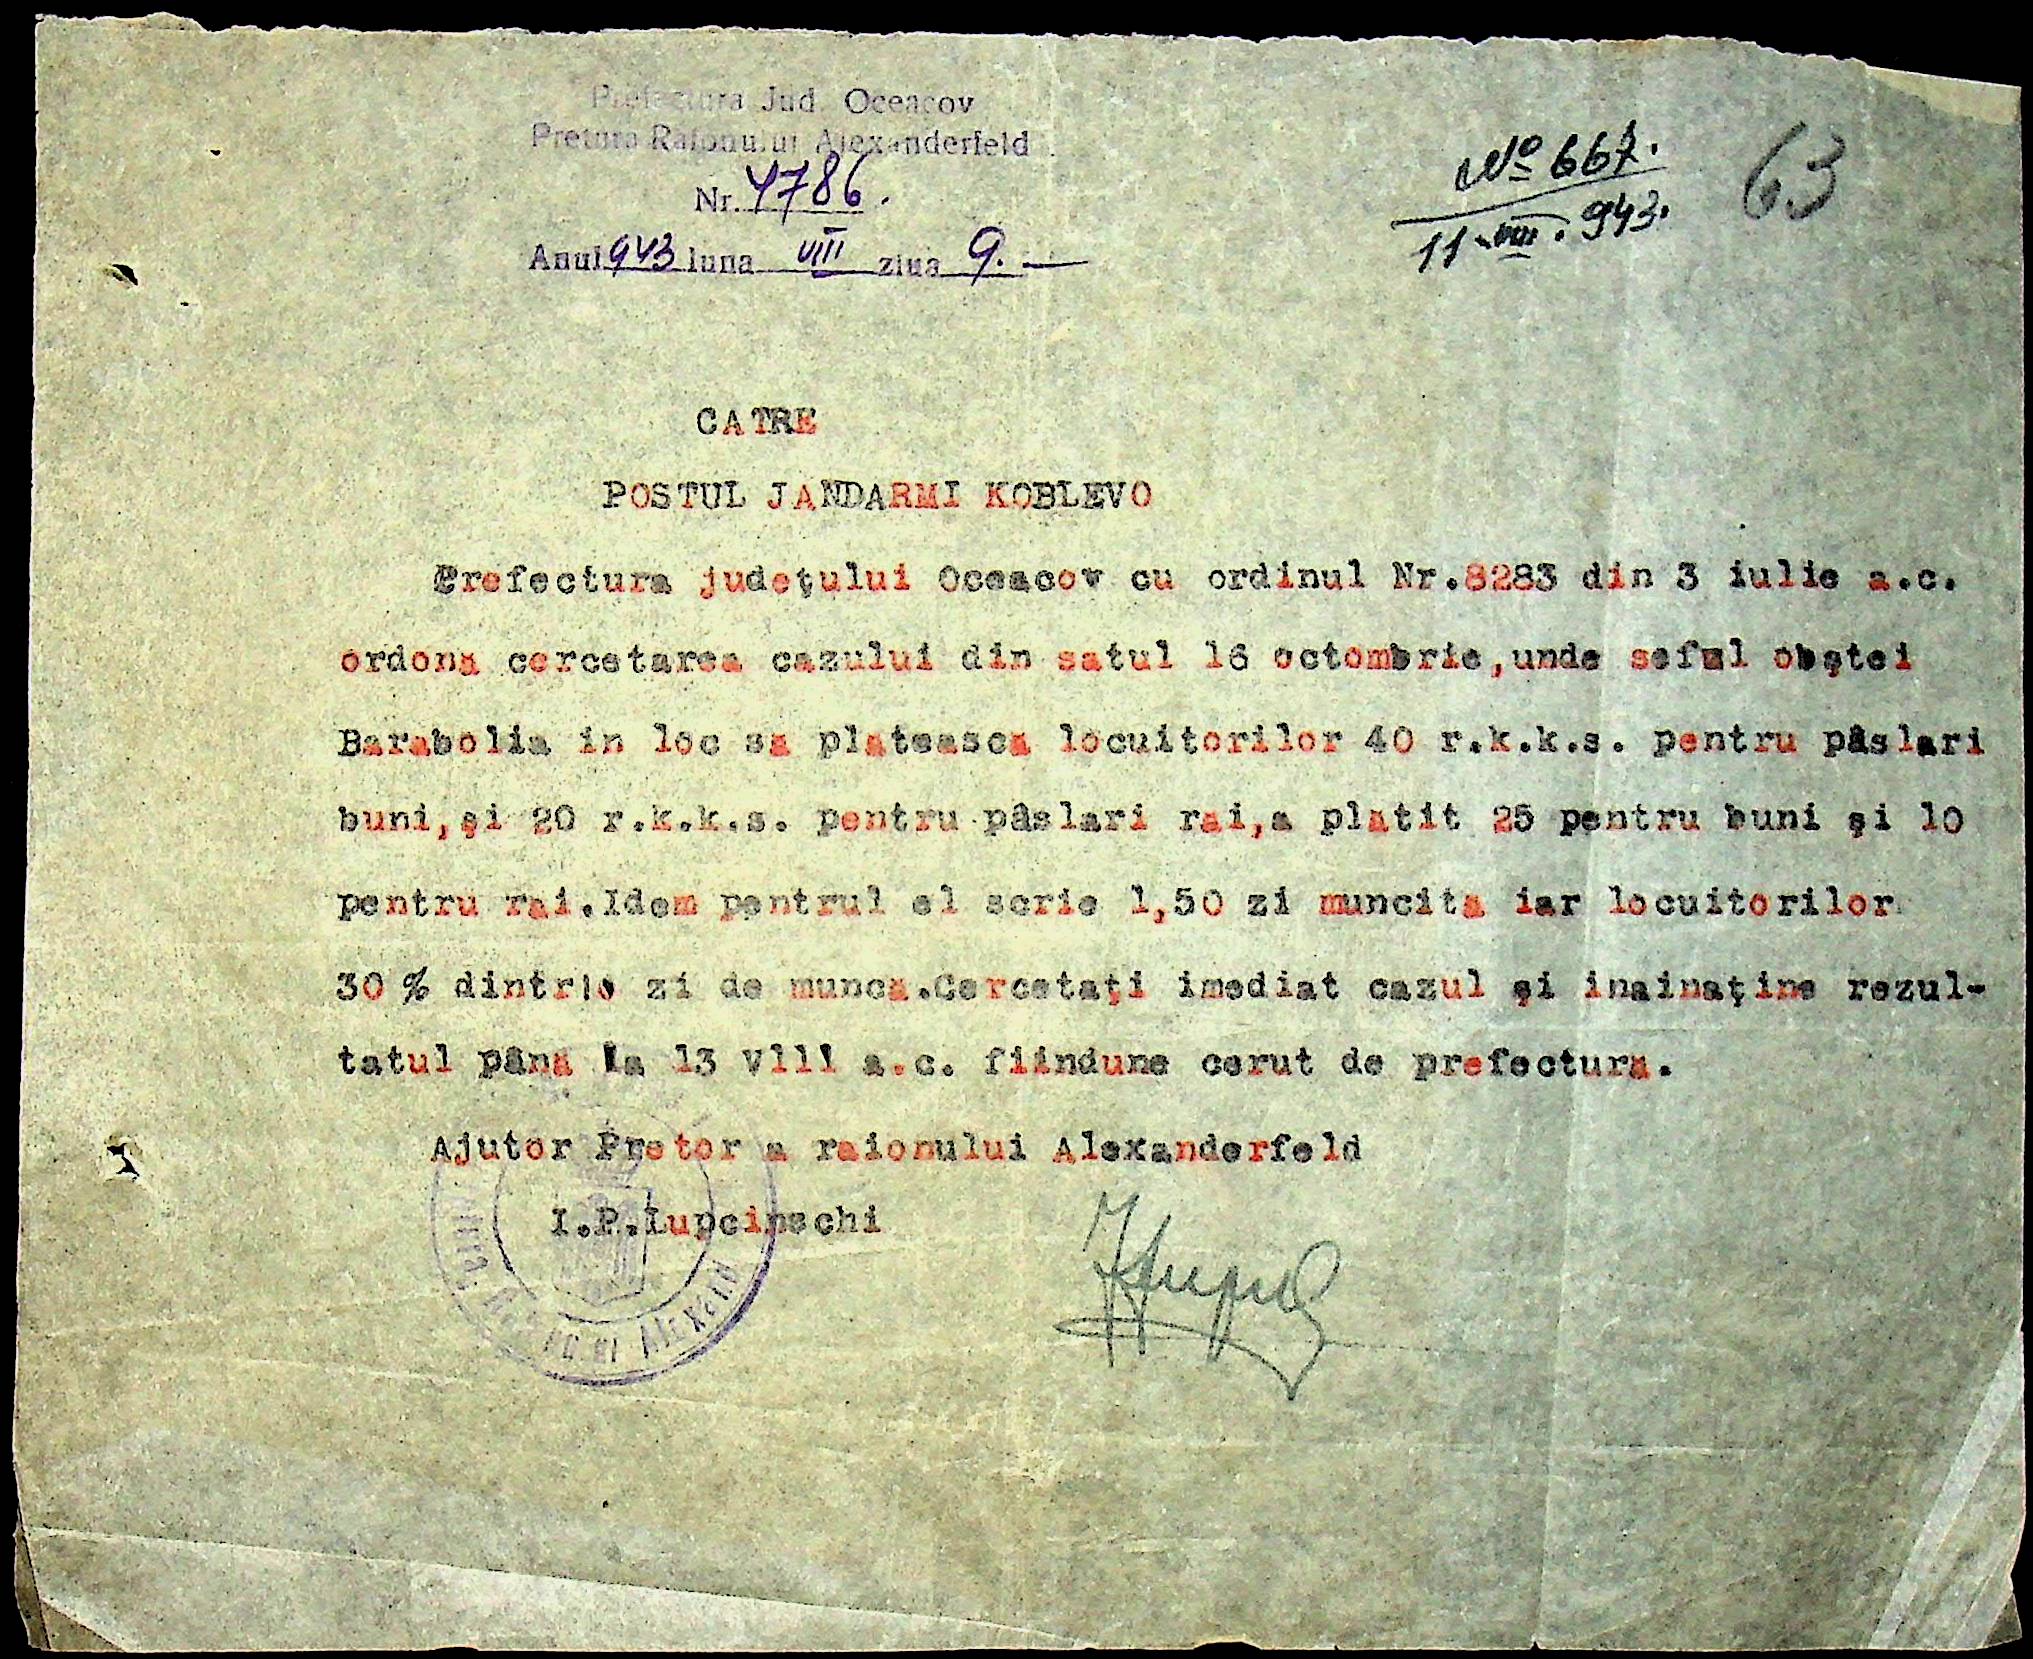 Prefectura Jud Oceacov
Pretura Raionului Alexanderfeld
Nr. 4786.
Anul 943 luna VIII ziua 9.
No 667.
11 VIII. 943.
63
CATRE
POSTUL JANDARMI KOBLEVO
Prefectura județului Oceacov cu ordinul Nr.8283 din 3 iulie a.c.
ordona cercetarea cazului din satul 16 octombrie,unde seful obștei
Barabolia in loc sa plateasca locuitorilor 40 r.k.k.s. pentru pâslari
buni,și 20 r.k.k.s. pentru pâslari rai,a platit 25 pentru buni și 10
pentru rai.Idem pentrul el scrie 1,50 zi muncita iar locuitorilor
30 % dintr'o zi de munca.Cercetați imediat cazul și inainaține rezul-
tatul pâna la 13 VIII a.c. fiindune cerut de prefectura.
Ajutor Pretor a raionului Alexanderfeld
I.P.Lupcinschi